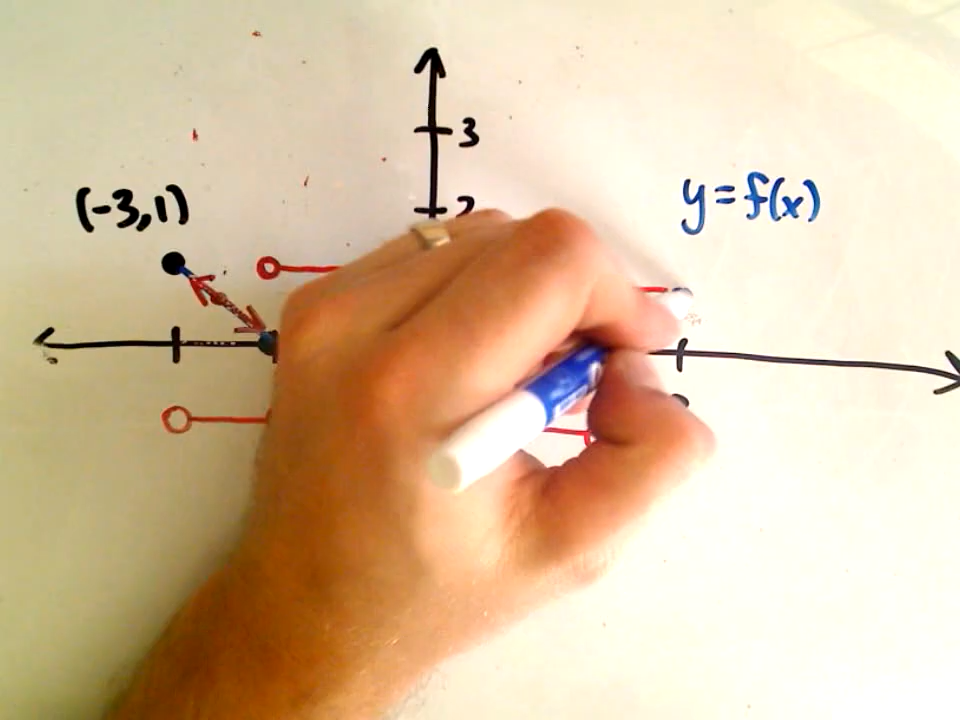 3
(-3,1)
2
y=f(x)